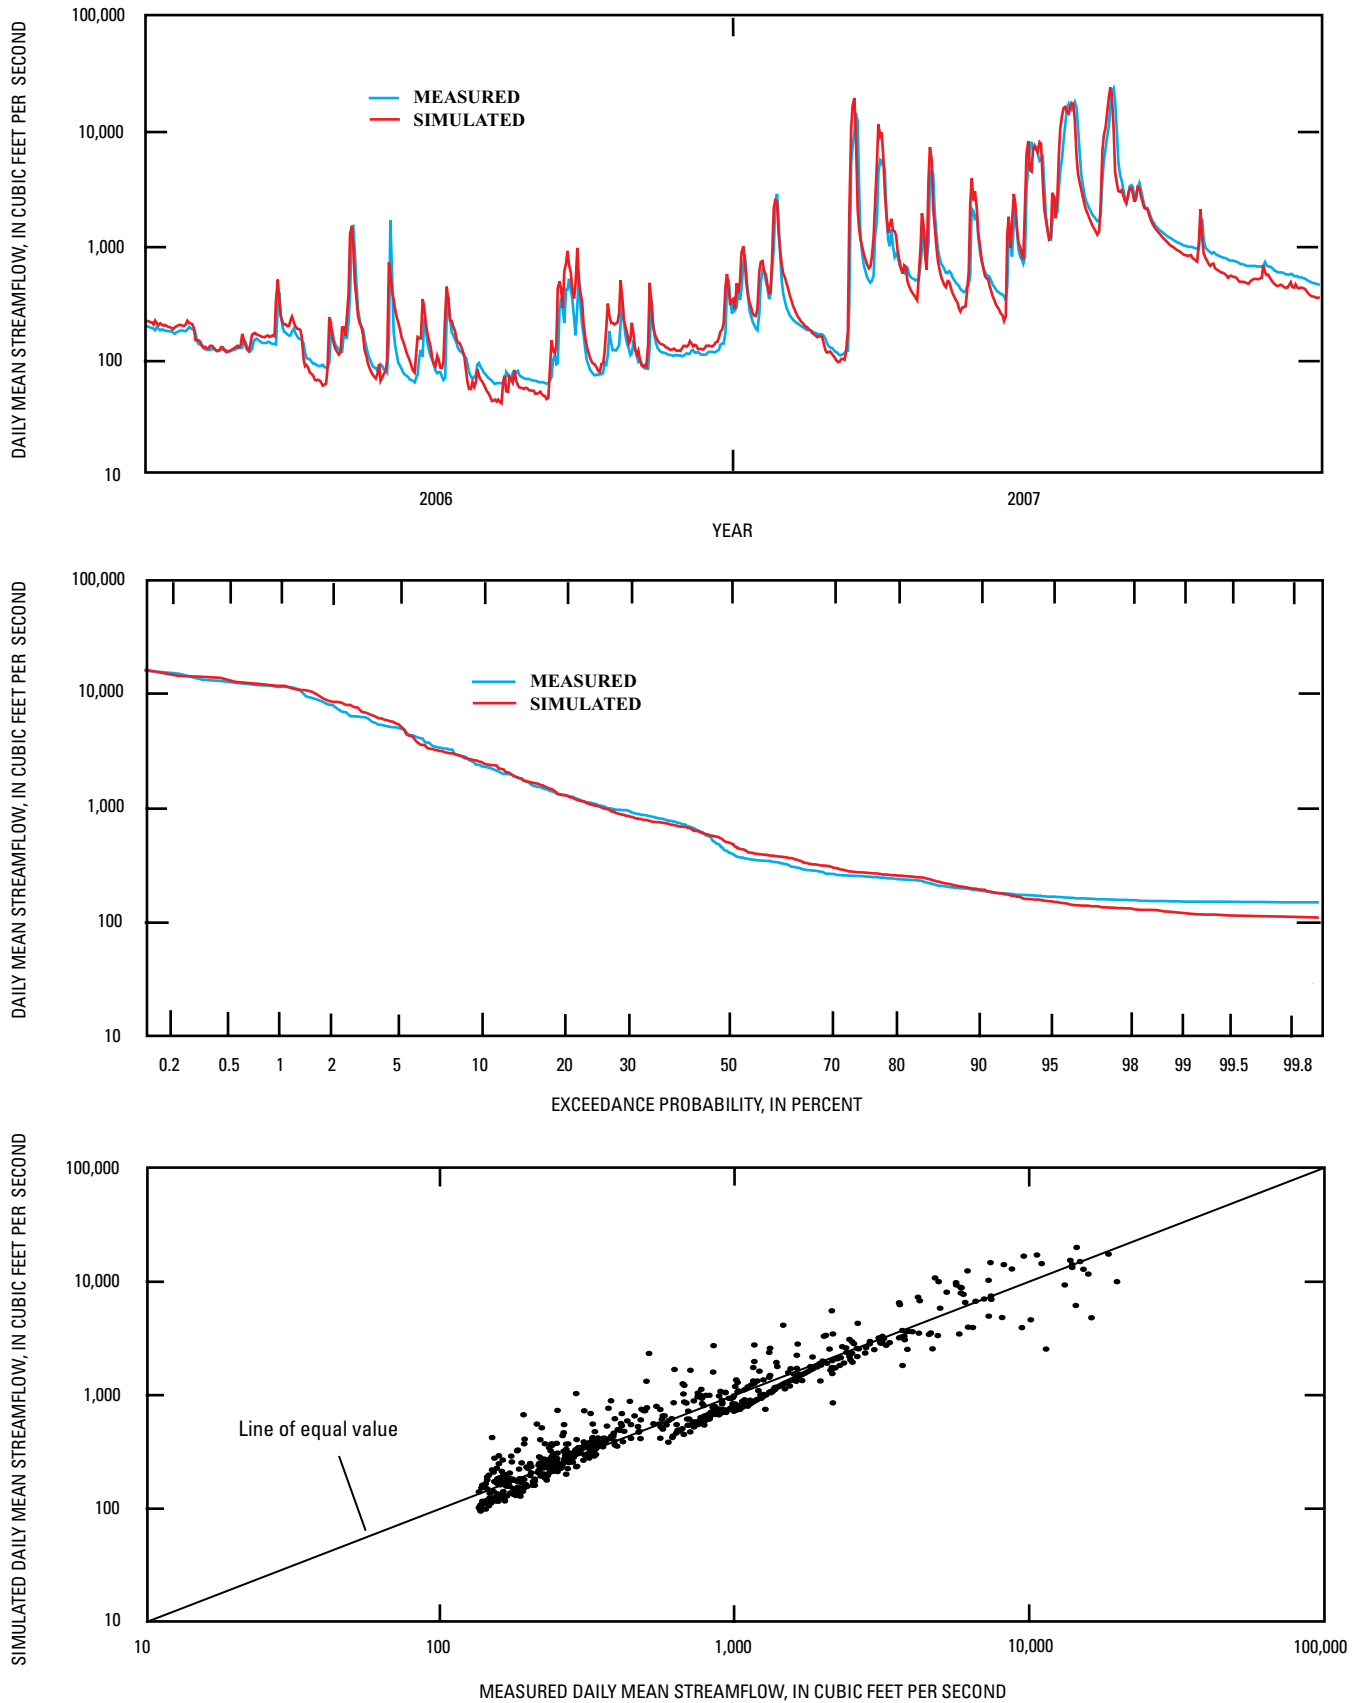 DAILY MEAN STREAMFLOW, IN CUBIC FEET PER SECOND
100,000
10,000
1,000
100
10
MEASURED
SIMULATED
2006
2007
YEAR
DAILY MEAN STREAMFLOW, IN CUBIC FEET PER SECOND
100,000
10,000
1,000
100
10
MEASURED
SIMULATED
0.2 0.5 1 2 5 10 20 30 50 70 80 90 95 98 99 99.5 99.8
EXCEEDANCE PROBABILITY, IN PERCENT
SIMULATED DAILY MEAN STREAMFLOW, IN CUBIC FEET PER SECOND
100,000
10,000
1,000
100
10
Line of equal value
10 100 1,000 10,000 100,000
MEASURED DAILY MEAN STREAMFLOW, IN CUBIC FEET PER SECOND